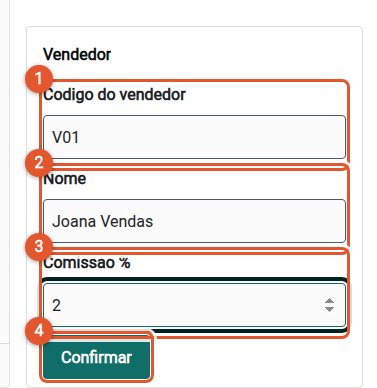 Vendedor
1
Codigo do vendedor
V01
2
Nome
Joana Vendas
3
Comissao %
2
4
Confirmar